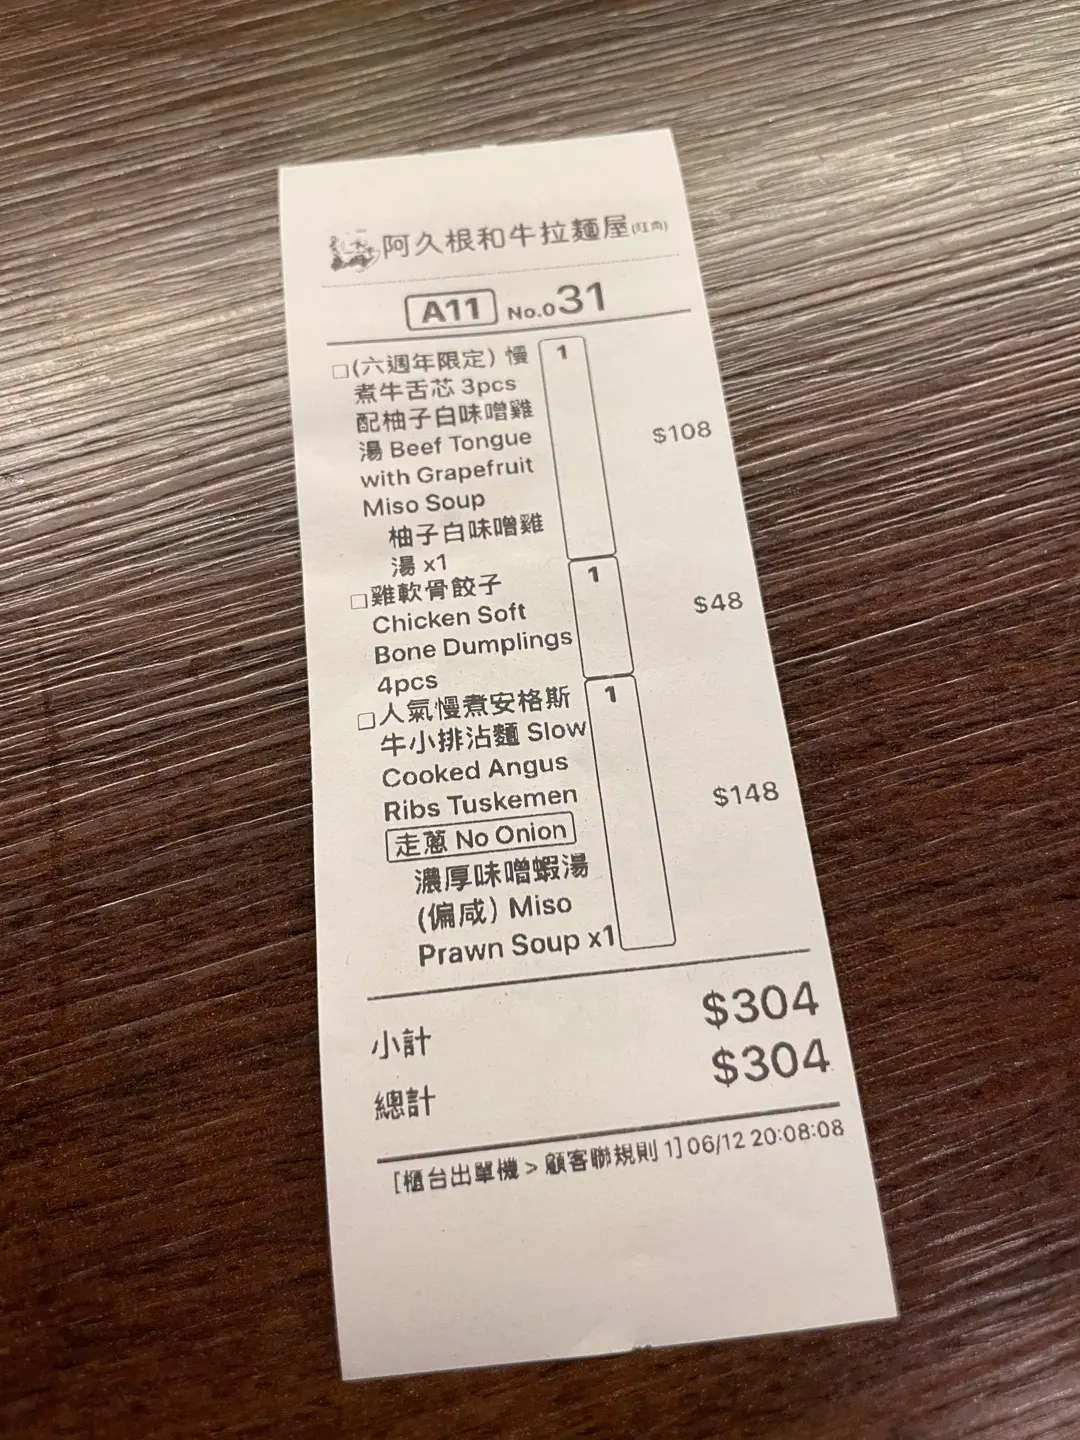 阿久根和牛拉麵屋
A11 No.031
□(六週年限定) 慢 1
煮牛舌芯 3pcs
配柚子白味噌雞
湯 Beef Tongue $108
with Grapefruit
Miso Soup
柚子白味噌雞
湯 x1
□雞軟骨餃子 1
Chicken Soft $48
Bone Dumplings
4pcs
□人氣慢煮安格斯 1
牛小排沾麵 Slow
Cooked Angus
Ribs Tuskemen $148
走蔥 No Onion
濃厚味噌蝦湯
(偏咸) Miso
Prawn Soup x1
小計 $304
總計 $304
[櫃台出單機 > 顧客聯規則 1] 06/12 20:08:08